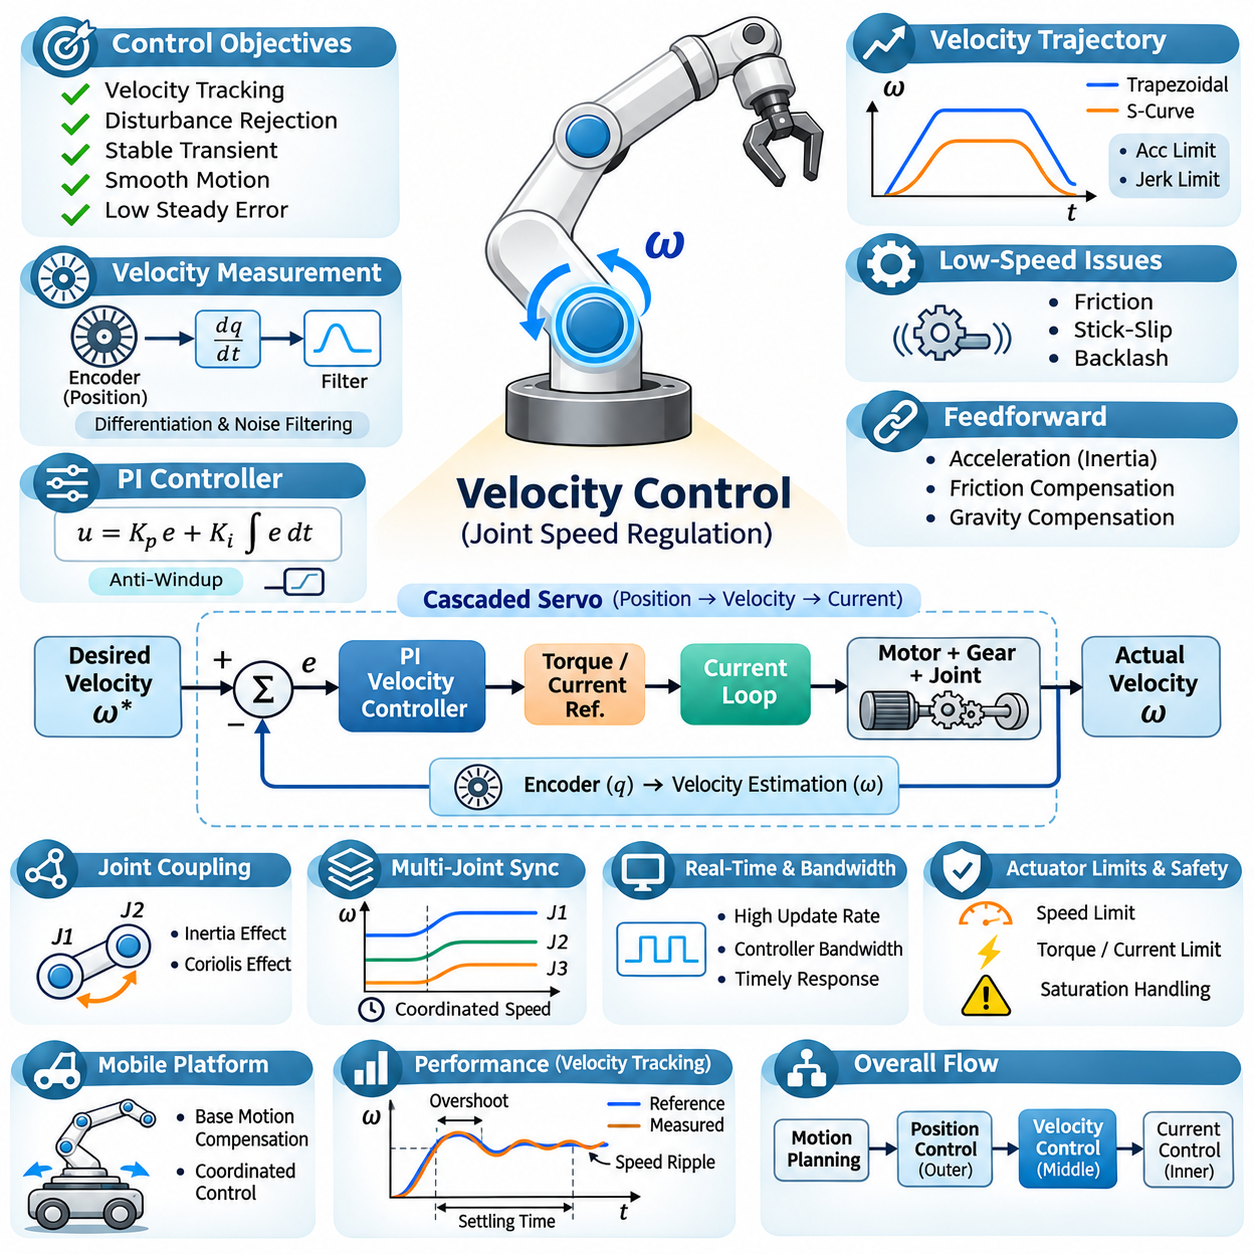 Control Objectives
Velocity Tracking
Disturbance Rejection
Stable Transient
Smooth Motion
Low Steady Error
Velocity Measurement
dq
dt
Encoder
(Position)
Filter
Differentiation & Noise Filtering
PI Controller
u = K_p e + K_i ∫ e dt
Anti-Windup
ω
Velocity Control
(Joint Speed Regulation)
Velocity Trajectory
ω
Trapezoidal
S-Curve
• Acc Limit
• Jerk Limit
t
Low-Speed Issues
• Friction
• Stick-Slip
• Backlash
Feedforward
• Acceleration (Inertia)
• Friction Compensation
• Gravity Compensation
Cascaded Servo (Position → Velocity → Current)
Desired
Velocity
ω*
+
−
Σ
e
PI
Velocity
Controller
Torque /
Current
Ref.
Current
Loop
Motor + Gear
+ Joint
Actual
Velocity
ω
Encoder (q) → Velocity Estimation (ω)
Joint Coupling
J1
J2
• Inertia Effect
• Coriolis Effect
Multi-Joint Sync
ω
J1
J2
J3
Coordinated Speed
Real-Time & Bandwidth
• High Update Rate
• Controller Bandwidth
• Timely Response
Actuator Limits & Safety
Speed Limit
Torque / Current Limit
Saturation Handling
Mobile Platform
• Base Motion
Compensation
• Coordinated
Control
Performance (Velocity Tracking)
ω
Overshoot
Reference
Measured
Speed Ripple
Settling Time
t
Overall Flow
Motion
Planning
Position
Control
(Outer)
Velocity
Control
(Middle)
Current
Control
(Inner)